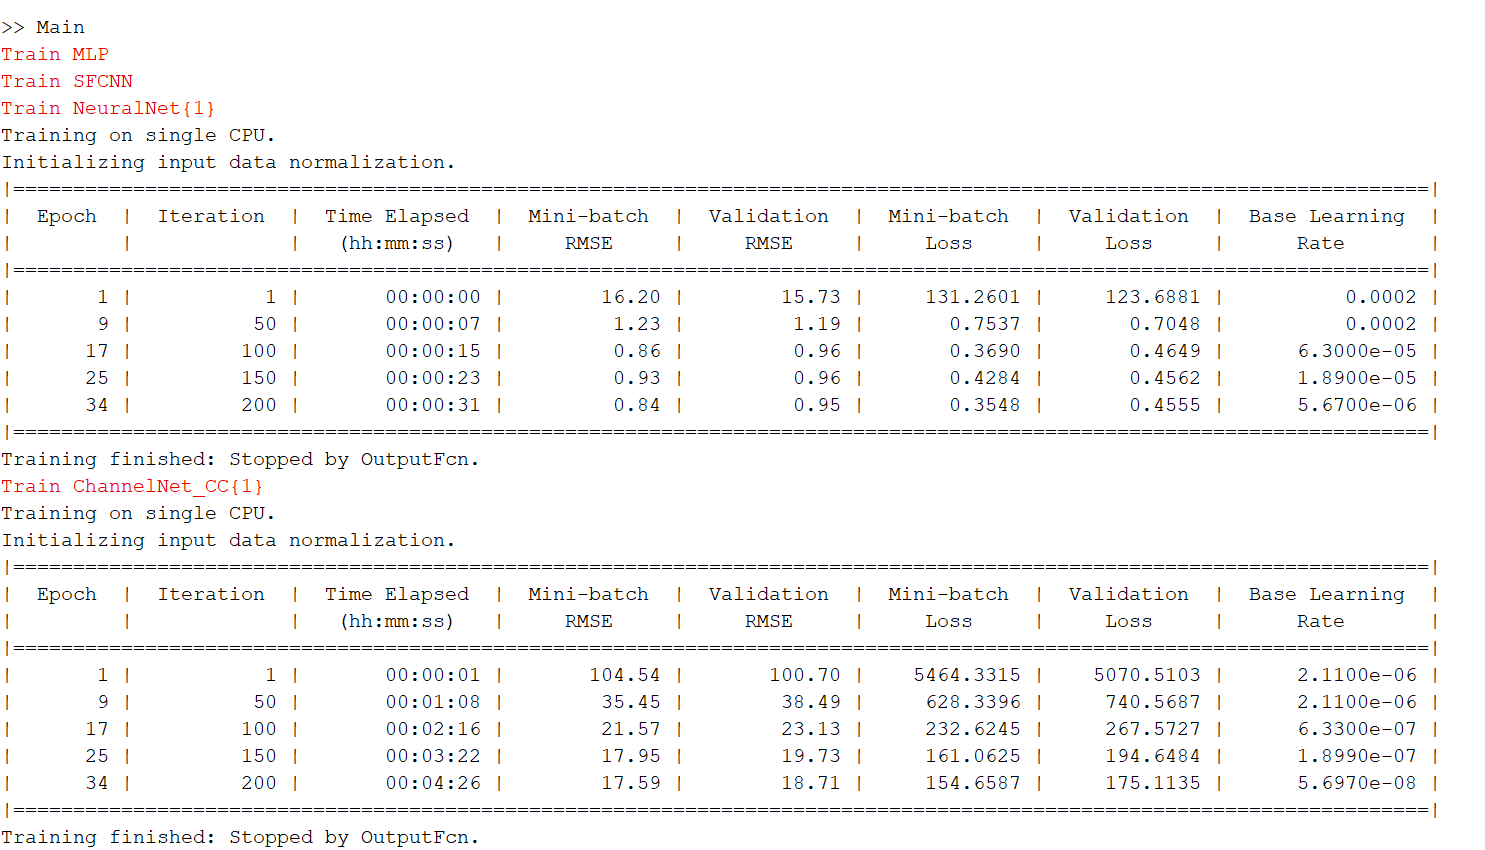 >> Main
Train MLP
Train SFCNN
Train NeuralNet{1}
Training on single CPU.
Initializing input data normalization.
|======================================================================================================================|
|  Epoch  |  Iteration  |  Time Elapsed  |  Mini-batch  |  Validation  |  Mini-batch  |  Validation  |  Base Learning  |
|         |             |   (hh:mm:ss)   |     RMSE     |     RMSE     |     Loss     |     Loss     |      Rate       |
|======================================================================================================================|
|       1 |           1 |       00:00:00 |        16.20 |        15.73 |     131.2601 |     123.6881 |          0.0002 |
|       9 |          50 |       00:00:07 |         1.23 |         1.19 |       0.7537 |       0.7048 |          0.0002 |
|      17 |         100 |       00:00:15 |         0.86 |         0.96 |       0.3690 |       0.4649 |      6.3000e-05 |
|      25 |         150 |       00:00:23 |         0.93 |         0.96 |       0.4284 |       0.4562 |      1.8900e-05 |
|      34 |         200 |       00:00:31 |         0.84 |         0.95 |       0.3548 |       0.4555 |      5.6700e-06 |
|======================================================================================================================|
Training finished: Stopped by OutputFcn.
Train ChannelNet_CC{1}
Training on single CPU.
Initializing input data normalization.
|======================================================================================================================|
|  Epoch  |  Iteration  |  Time Elapsed  |  Mini-batch  |  Validation  |  Mini-batch  |  Validation  |  Base Learning  |
|         |             |   (hh:mm:ss)   |     RMSE     |     RMSE     |     Loss     |     Loss     |      Rate       |
|======================================================================================================================|
|       1 |           1 |       00:00:01 |       104.54 |       100.70 |    5464.3315 |    5070.5103 |      2.1100e-06 |
|       9 |          50 |       00:01:08 |        35.45 |        38.49 |     628.3396 |     740.5687 |      2.1100e-06 |
|      17 |         100 |       00:02:16 |        21.57 |        23.13 |     232.6245 |     267.5727 |      6.3300e-07 |
|      25 |         150 |       00:03:22 |        17.95 |        19.73 |     161.0625 |     194.6484 |      1.8990e-07 |
|      34 |         200 |       00:04:26 |        17.59 |        18.71 |     154.6587 |     175.1135 |      5.6970e-08 |
|======================================================================================================================|
Training finished: Stopped by OutputFcn.